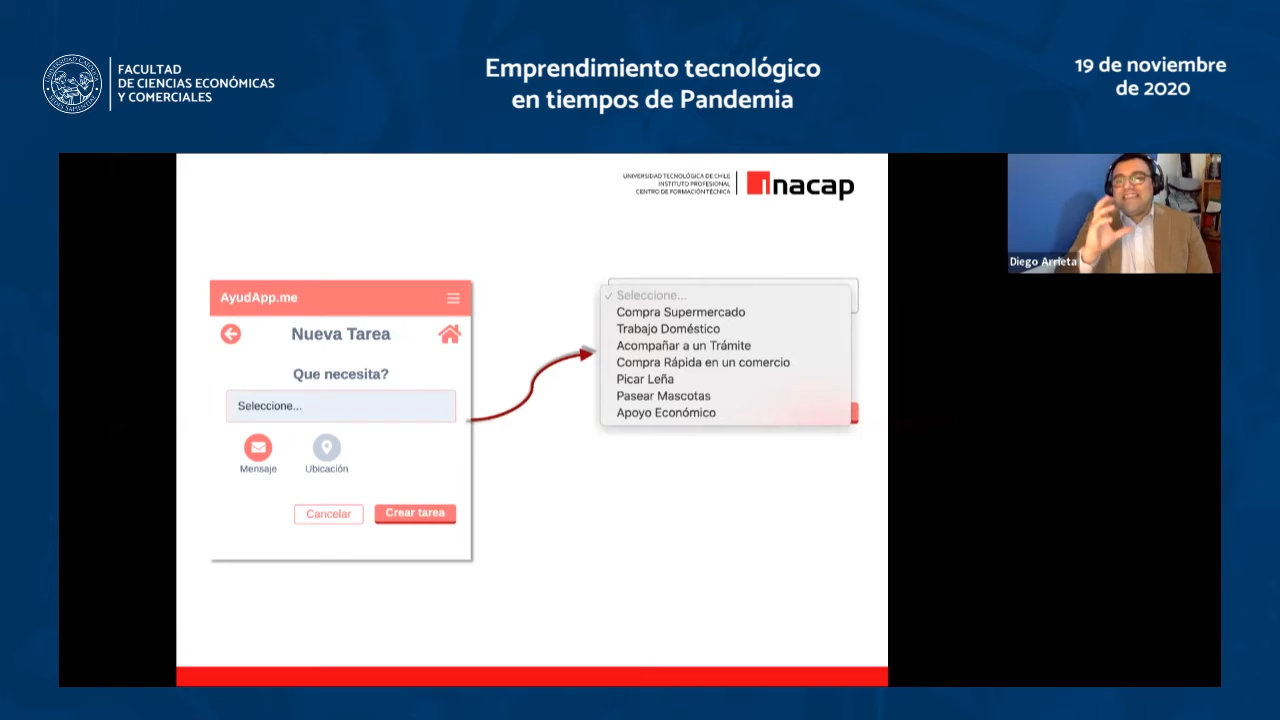 FACULTAD
DE CIENCIAS ECONÓMICAS
Y COMERCIALES
Emprendimiento tecnológico
en tiempos de Pandemia
19 de noviembre
de 2020
UNIVERSIDAD TECNOLÓGICA DE CHILE
INSTITUTO PROFESIONAL
CENTRO DE FORMACIÓN TÉCNICA
inacap
Diego Arrieta
AyudApp.me
Nueva Tarea
Que necesita?
Seleccione...
Mensaje
Ubicación
Cancelar
Crear tarea
✓ Seleccione...
Compra Supermercado
Trabajo Doméstico
Acompañar a un Trámite
Compra Rápida en un comercio
Picar Leña
Pasear Mascotas
Apoyo Económico